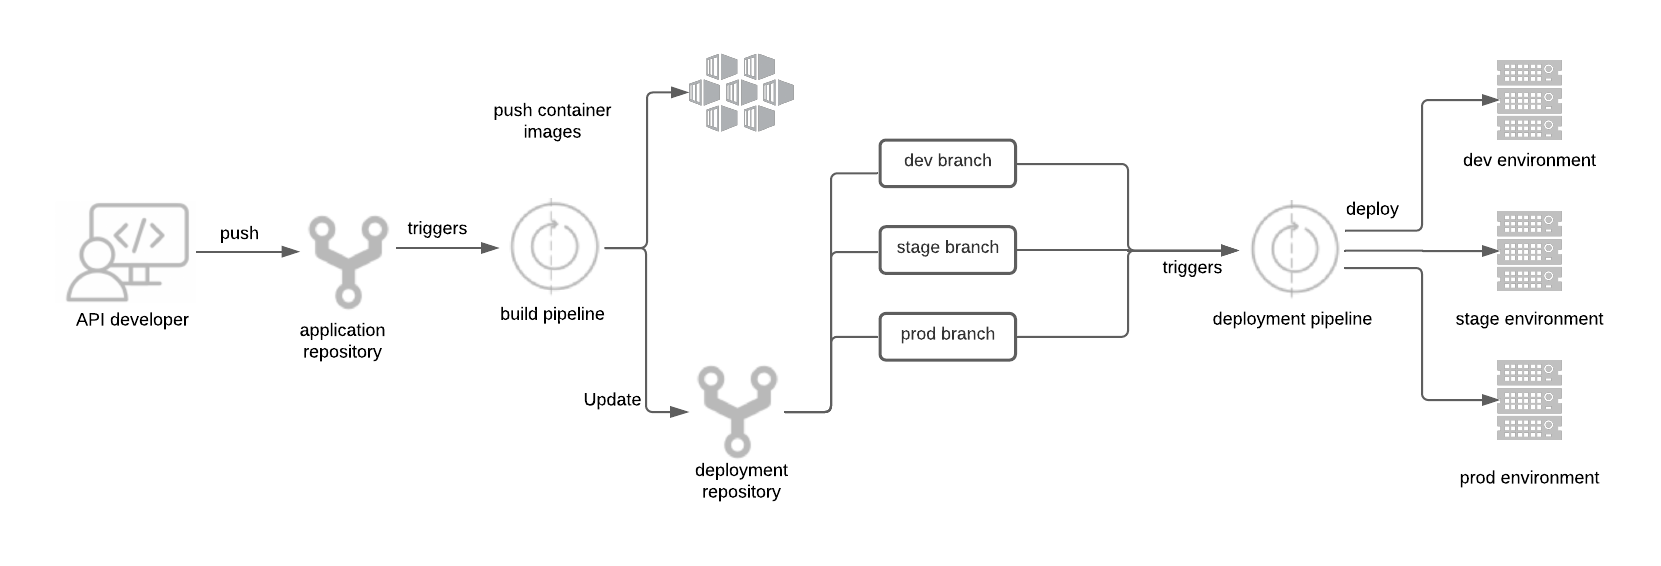 push container
images
dev branch
dev environment
push
triggers
deploy
stage branch
triggers
API developer
application
repository
build pipeline
prod branch
deployment pipeline
stage environment
Update
deployment
repository
prod environment